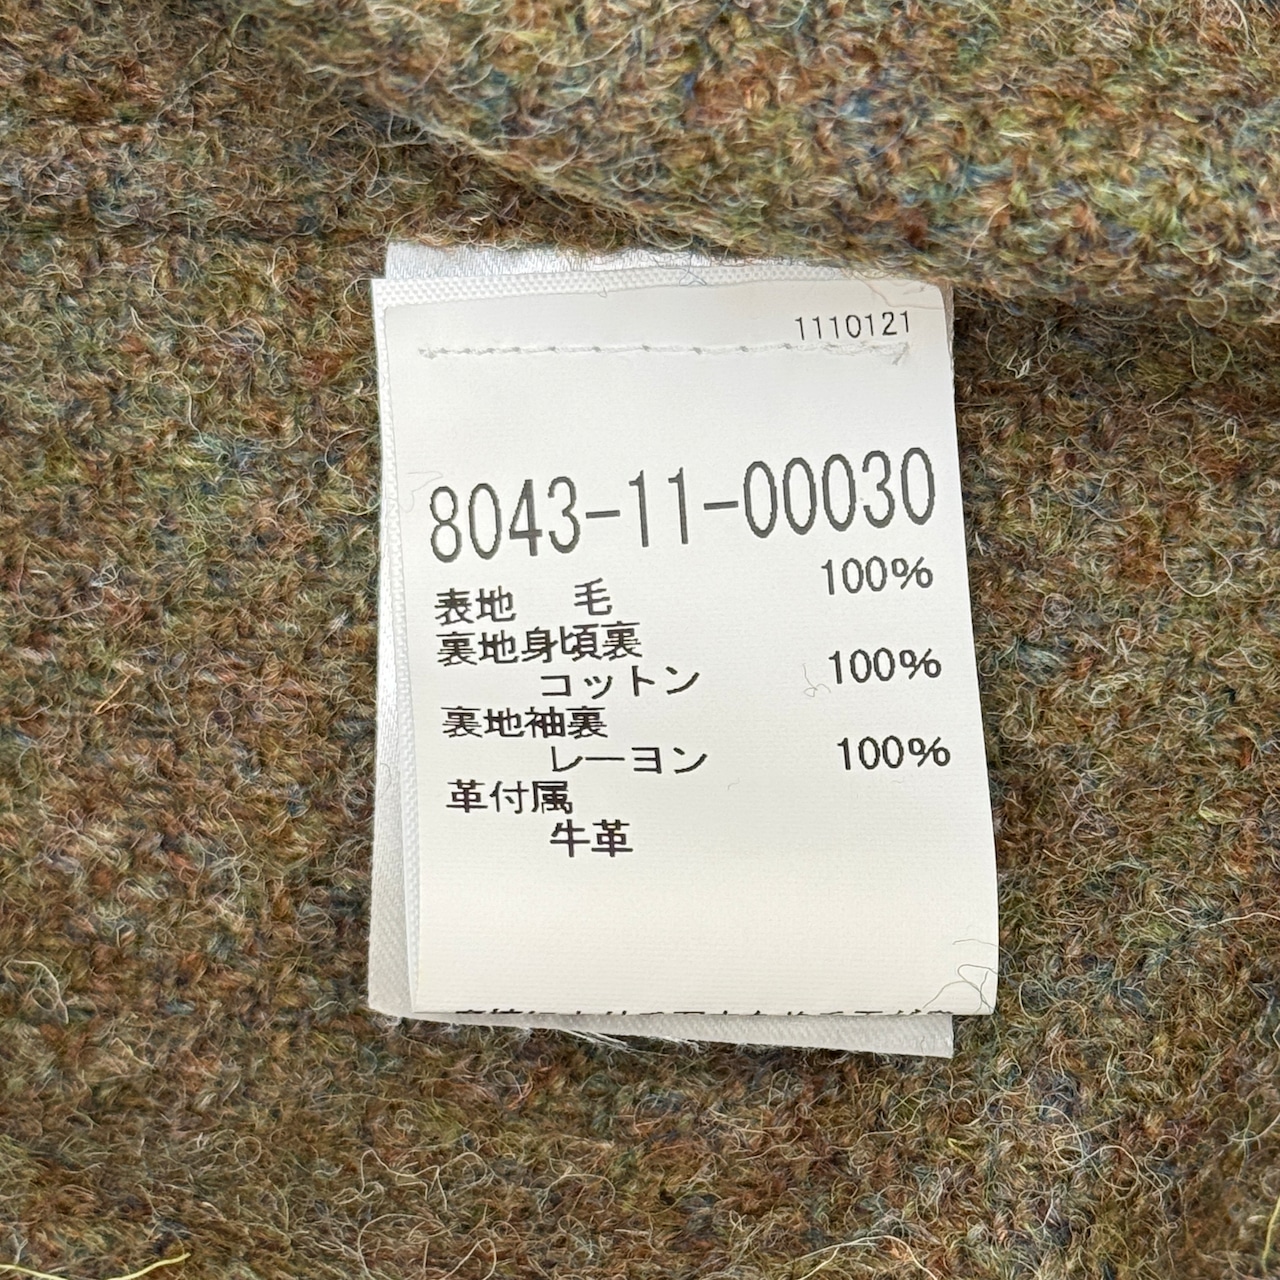 1110121
8043-11-00030
表地 毛 100%
裏地身頃裏
コットン 100%
裏地袖裏
レーヨン 100%
革付属
牛革